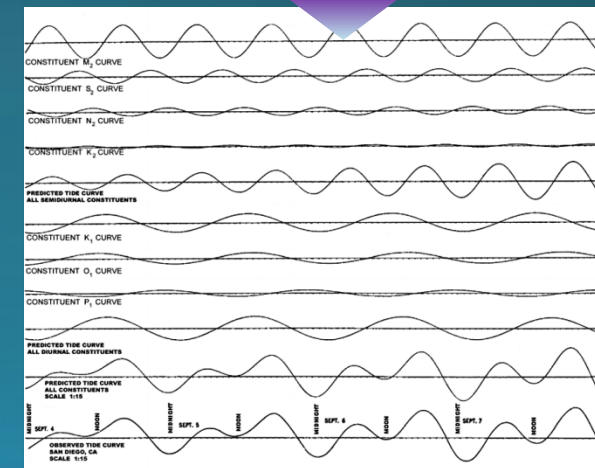 CONSTITUENT M₂ CURVE
CONSTITUENT S₂ CURVE
CONSTITUENT N₂ CURVE
CONSTITUENT K₂ CURVE
PREDICTED TIDE CURVE
ALL SEMIDIURNAL CONSTITUENTS
CONSTITUENT K₁ CURVE
CONSTITUENT O₁ CURVE
CONSTITUENT P₁ CURVE
PREDICTED TIDE CURVE
ALL DIURNAL CONSTITUENTS
PREDICTED TIDE CURVE
ALL CONSTITUENTS
SCALE 1:15
MIDNIGHT
SEPT. 4
NOON
MIDNIGHT
SEPT. 5
NOON
MIDNIGHT
SEPT. 6
NOON
MIDNIGHT
SEPT. 7
NOON
OBSERVED TIDE CURVE
SAN DIEGO, CA
SCALE 1:15